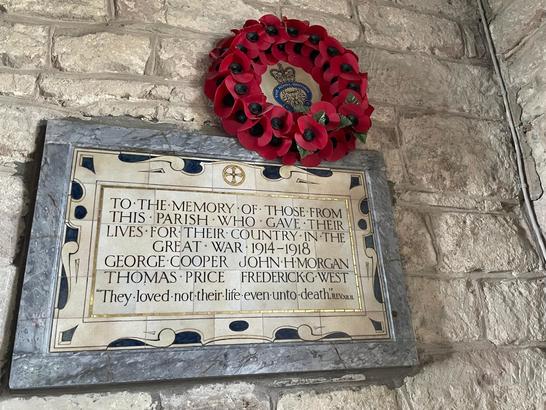 TO·THE·MEMORY·OF·THOSE·FROM
THIS·PARISH·WHO·GAVE·THEIR
LIVES·FOR·THEIR·COUNTRY·IN·THE
GREAT·WAR·1914–1918
GEORGE·COOPER JOHN·H·MORGAN
THOMAS·PRICE FREDERICK·G·WEST
"They·loved·not·their·life·even·unto·death."